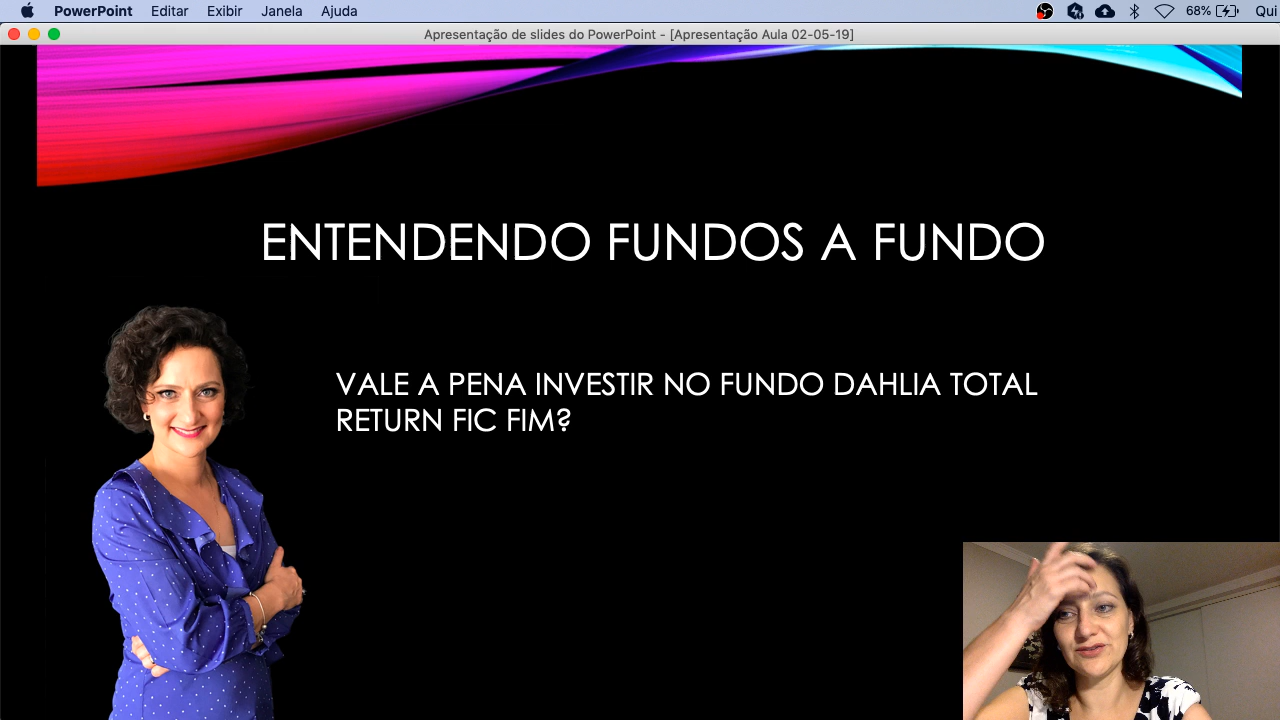 PowerPoint Editar Exibir Janela Ajuda 68% Qui
Apresentação de slides do PowerPoint - [Apresentação Aula 02-05-19]
ENTENDENDO FUNDOS A FUNDO
VALE A PENA INVESTIR NO FUNDO DAHLIA TOTAL
RETURN FIC FIM?